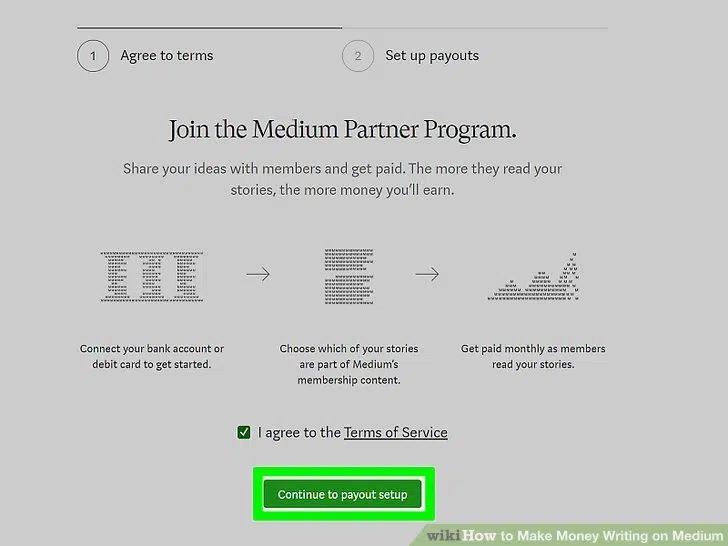 1 Agree to terms 2 Set up payouts
Join the Medium Partner Program.
Share your ideas with members and get paid. The more they read your
stories, the more money you'll earn.
Connect your bank account or
debit card to get started.
Choose which of your stories
are part of Medium's
membership content.
Get paid monthly as members
read your stories.
I agree to the Terms of Service
Continue to payout setup
wikiHow to Make Money Writing on Medium